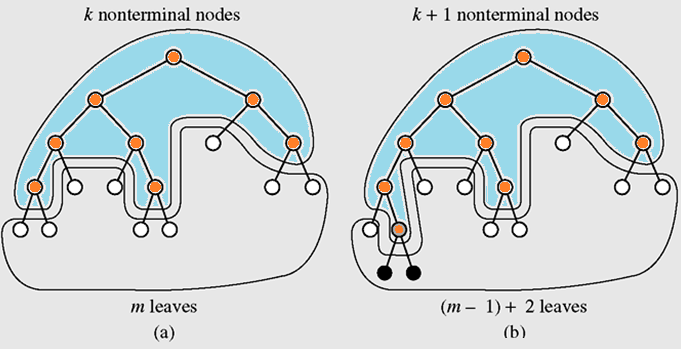 k nonterminal nodes
k + 1 nonterminal nodes
m leaves
(m – 1) + 2 leaves
(a)
(b)